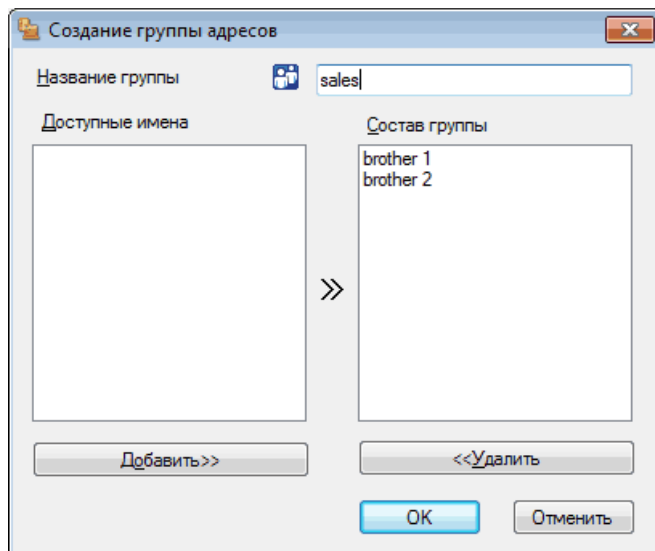 Создание группы адресов
Название группы
sales
Доступные имена
Состав группы
brother 1
brother 2
Добавить>>
<<Удалить
OK
Отменить